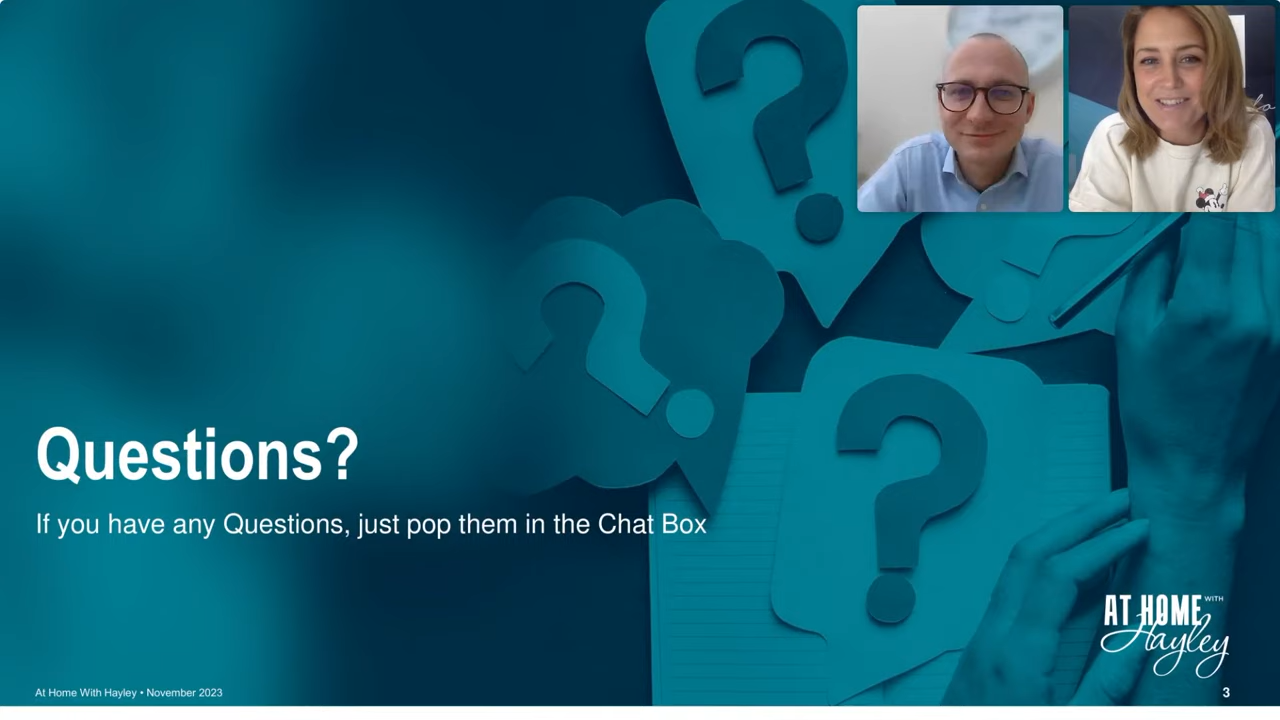 Questions?
If you have any Questions, just pop them in the Chat Box
AT HOME WITH
Hayley
At Home With Hayley • November 2023
3